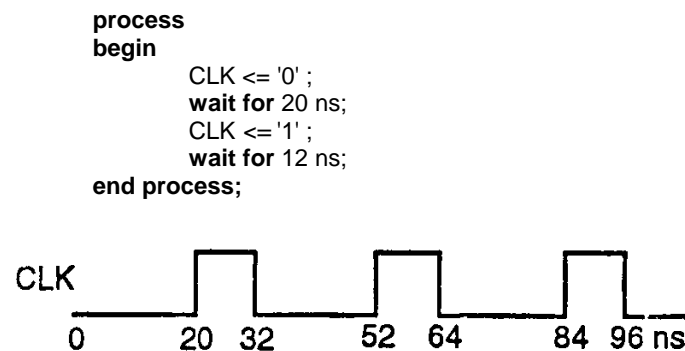 process
begin
CLK <= '0' ;
wait for 20 ns;
CLK <= '1' ;
wait for 12 ns;
end process;
CLK
0 20 32 52 64 84 96 ns